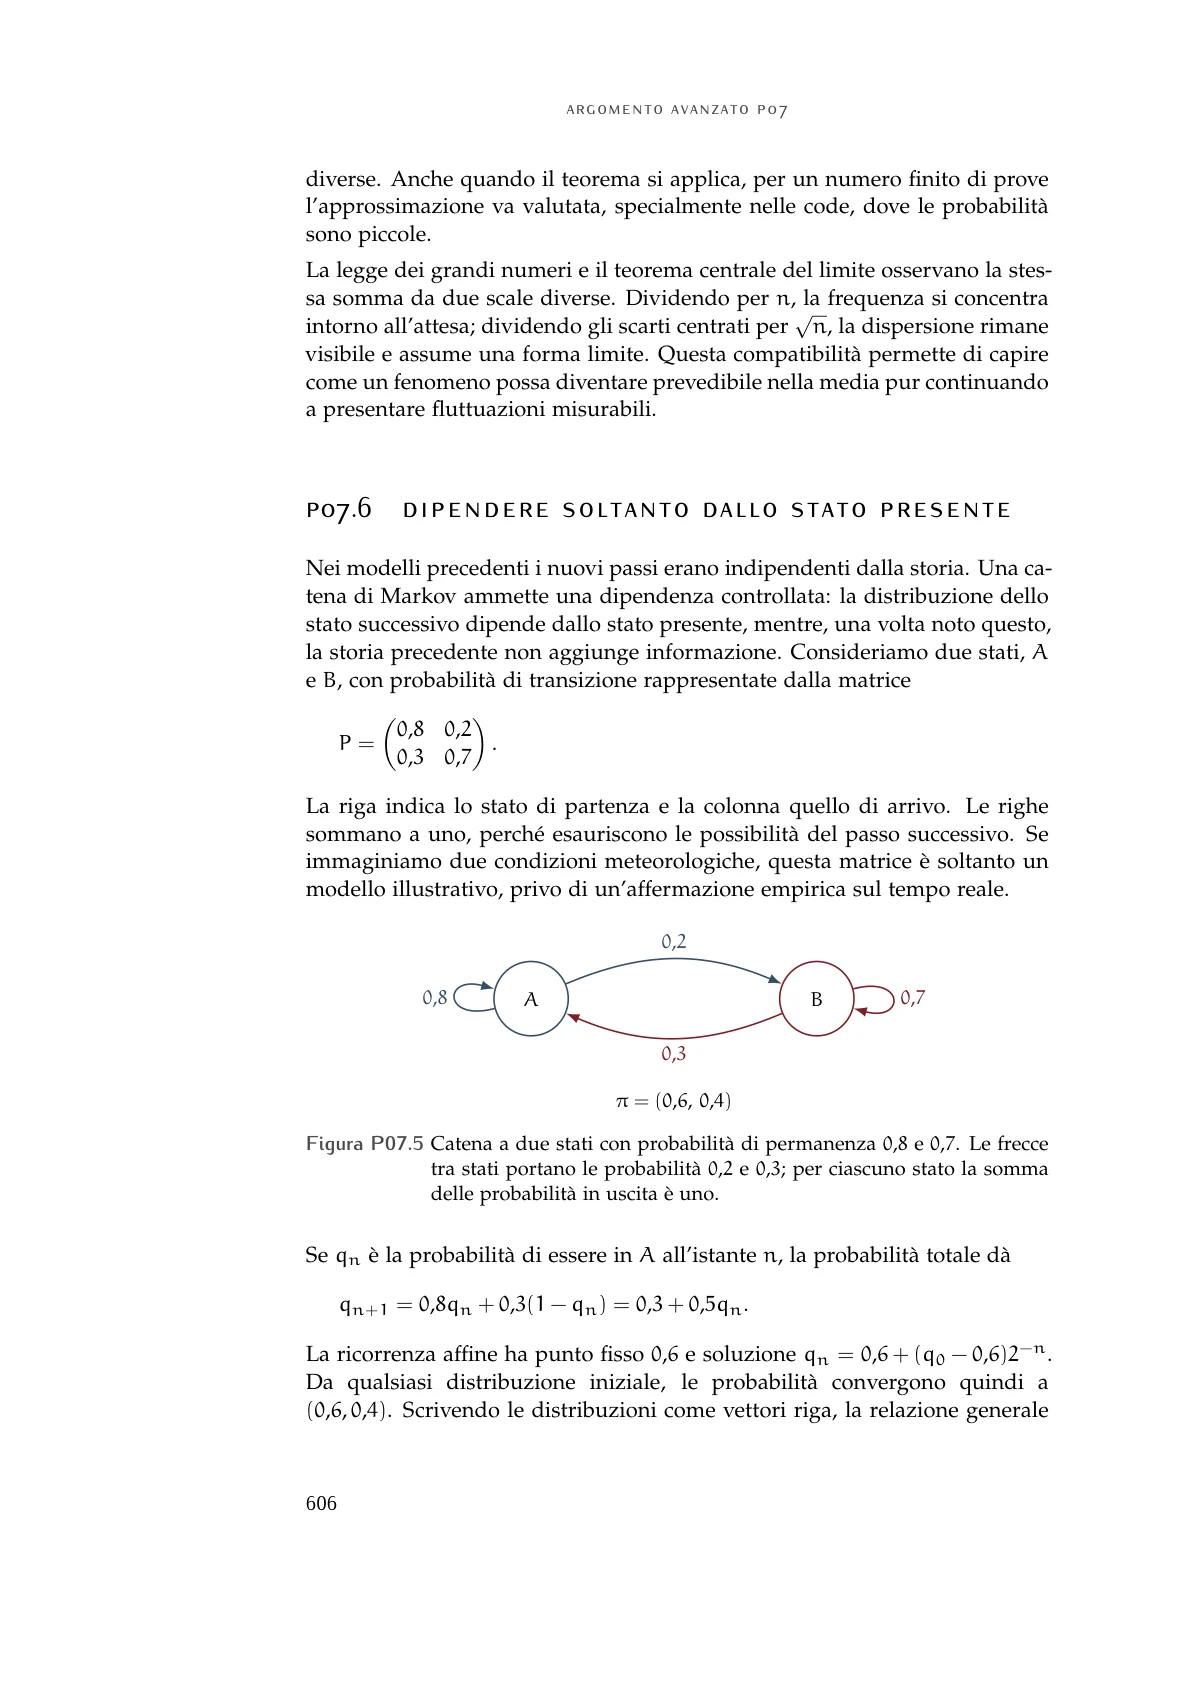 ARGOMENTO AVANZATO P07
diverse. Anche quando il teorema si applica, per un numero finito di prove
l'approssimazione va valutata, specialmente nelle code, dove le probabilità
sono piccole.
La legge dei grandi numeri e il teorema centrale del limite osservano la stes-
sa somma da due scale diverse. Dividendo per n, la frequenza si concentra
intorno all'attesa; dividendo gli scarti centrati per √n, la dispersione rimane
visibile e assume una forma limite. Questa compatibilità permette di capire
come un fenomeno possa diventare prevedibile nella media pur continuando
a presentare fluttuazioni misurabili.
P07.6 DIPENDERE SOLTANTO DALLO STATO PRESENTE
Nei modelli precedenti i nuovi passi erano indipendenti dalla storia. Una ca-
tena di Markov ammette una dipendenza controllata: la distribuzione dello
stato successivo dipende dallo stato presente, mentre, una volta noto questo,
la storia precedente non aggiunge informazione. Consideriamo due stati, A
e B, con probabilità di transizione rappresentate dalla matrice
P = (0,8 0,2
0,3 0,7).
La riga indica lo stato di partenza e la colonna quello di arrivo. Le righe
sommano a uno, perché esauriscono le possibilità del passo successivo. Se
immaginiamo due condizioni meteorologiche, questa matrice è soltanto un
modello illustrativo, privo di un'affermazione empirica sul tempo reale.
0,2
0,8 A B 0,7
0,3
π = (0,6, 0,4)
Figura P07.5 Catena a due stati con probabilità di permanenza 0,8 e 0,7. Le frecce
tra stati portano le probabilità 0,2 e 0,3; per ciascuno stato la somma
delle probabilità in uscita è uno.
Se qₙ è la probabilità di essere in A all'istante n, la probabilità totale dà
qₙ₊₁ = 0,8qₙ + 0,3(1 − qₙ) = 0,3 + 0,5qₙ.
La ricorrenza affine ha punto fisso 0,6 e soluzione qₙ = 0,6 + (q₀ − 0,6)2⁻ⁿ.
Da qualsiasi distribuzione iniziale, le probabilità convergono quindi a
(0,6, 0,4). Scrivendo le distribuzioni come vettori riga, la relazione generale
606